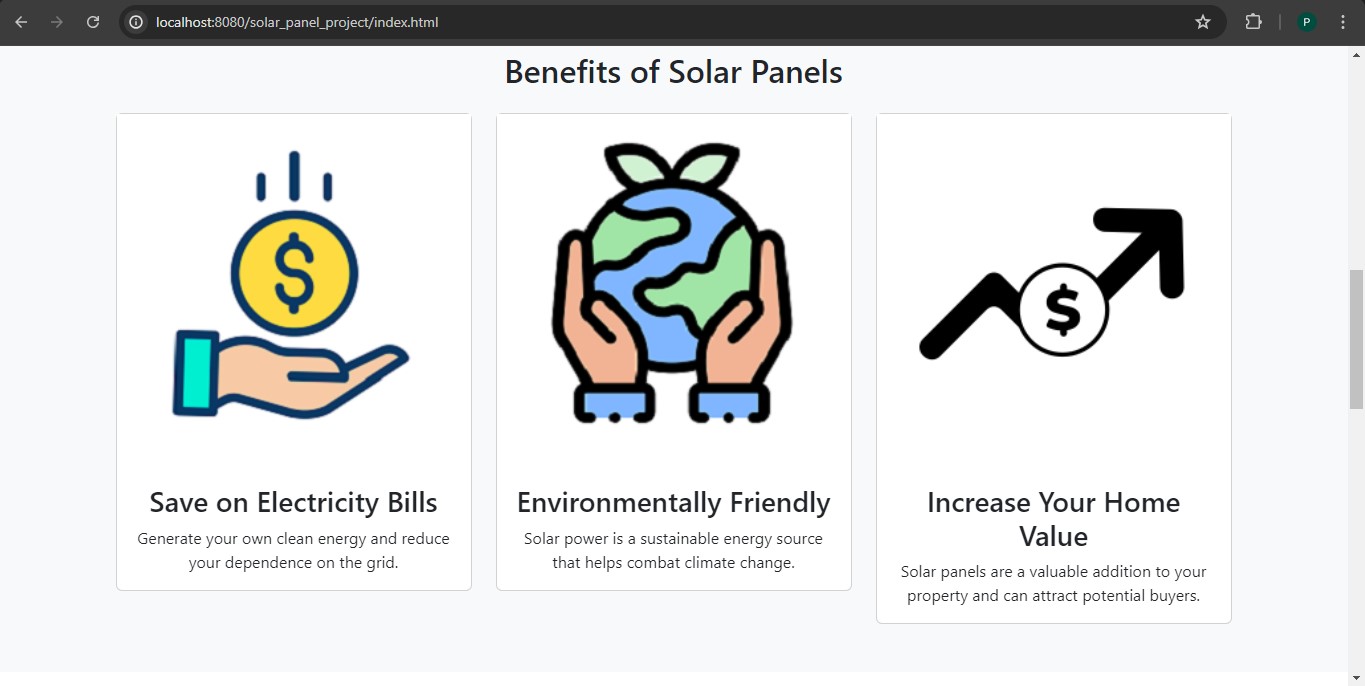 localhost:8080/solar_panel_project/index.html
P
Benefits of Solar Panels
$
$
Save on Electricity Bills
Generate your own clean energy and reduce
your dependence on the grid.
Environmentally Friendly
Solar power is a sustainable energy source
that helps combat climate change.
Increase Your Home
Value
Solar panels are a valuable addition to your
property and can attract potential buyers.